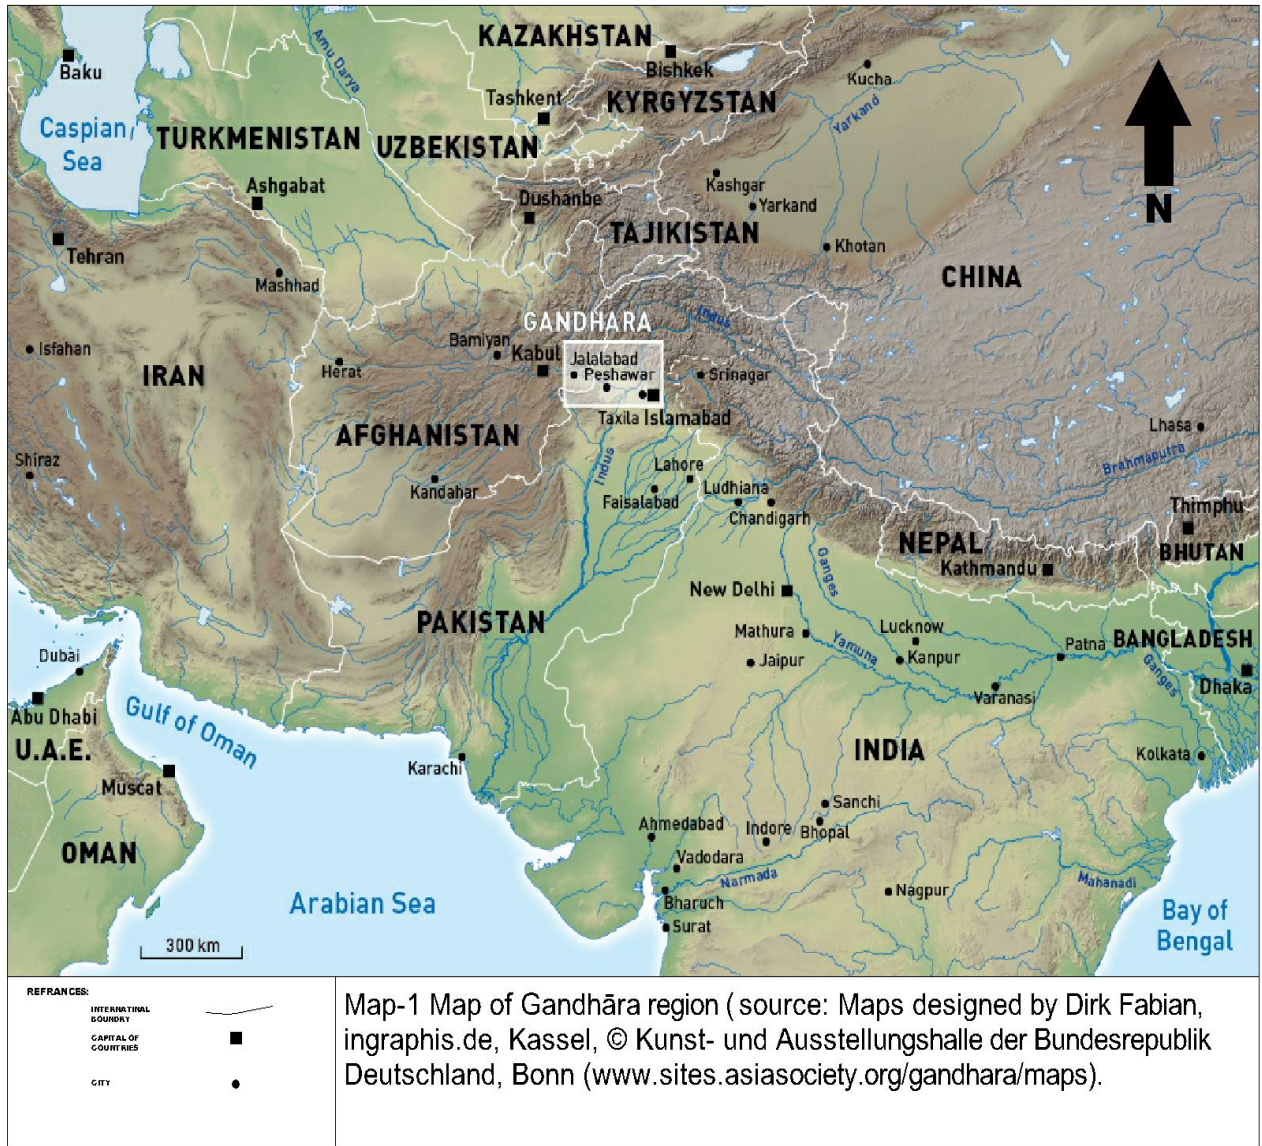 KAZAKHSTAN
Bishkek
Baku
Amu Darya
Kucha
Tashkent
KYRGYZSTAN
Yarkand
Caspian
Sea
TURKMENISTAN
UZBEKISTAN
Ashgabat
Kashgar
Dushanbe
Yarkand
N
TAJIKISTAN
Tehran
Khotan
Mashhad
CHINA
Indus
GANDHARA
Isfahan
Bamiyan
Kabul
Jalalabad
Peshawar
Srinagar
IRAN
Herat
Taxila
Islamabad
AFGHANISTAN
Lhasa
Shiraz
Indus
Lahore
Brahmaputra
Kandahar
Faisalabad
Ludhiana
Chandigarh
Thimphu
NEPAL
BHUTAN
Kathmandu
Ganges
New Delhi
PAKISTAN
Mathura
Lucknow
Yamuna
Patna
BANGLADESH
Dubai
Jaipur
Kanpur
Ganges
Varanasi
Dhaka
Abu Dhabi
Gulf of Oman
U.A.E.
INDIA
Kolkata
Karachi
Muscat
Sanchi
Ahmedabad
Indore
Bhopal
OMAN
Vadodara
Narmada
Nagpur
Mahanadi
Arabian Sea
Bharuch
Surat
Bay of
Bengal
300 km
REFRANCES:
INTERNATINAL
BOUNDRY
CAPITAL OF
COUNTRIES
CITY
Map-1 Map of Gandhāra region ( source: Maps designed by Dirk Fabian,
ingraphis.de, Kassel, © Kunst- und Ausstellungshalle der Bundesrepublik
Deutschland, Bonn (www.sites.asiasociety.org/gandhara/maps).